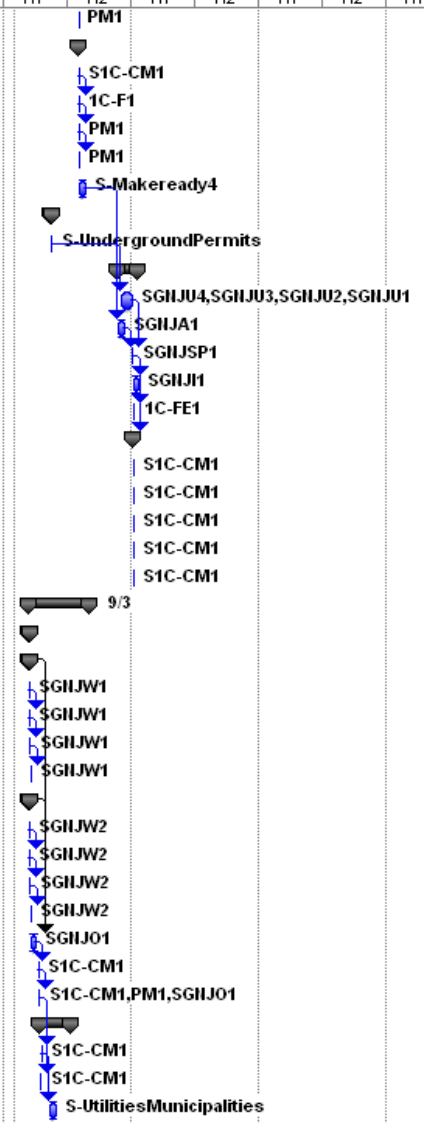 PM1
S1C-CM1
1C-F1
PM1
PM1
S-Makeready4
S-UndergroundPermits
SGNJU4,SGNJU3,SGNJU2,SGNJU1
SGNJA1
SGNJSP1
SGNJI1
1C-FE1
S1C-CM1
S1C-CM1
S1C-CM1
S1C-CM1
S1C-CM1
9/3
SGNJW1
SGNJW1
SGNJW1
SGNJW1
SGNJW2
SGNJW2
SGNJW2
SGNJW2
SGNJO1
S1C-CM1
S1C-CM1,PM1,SGNJO1
S1C-CM1
S1C-CM1
S-UtilitiesMunicipalities